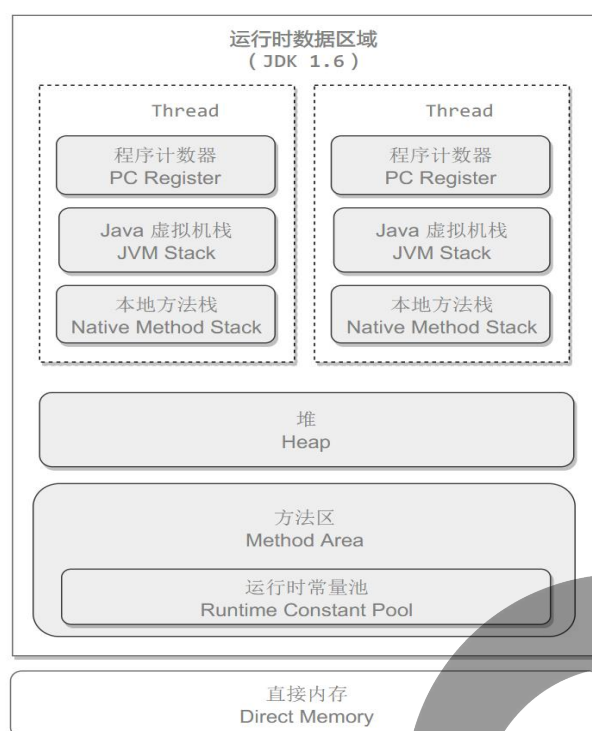 运行时数据区域
( JDK 1.6 )
Thread
程序计数器
PC Register
Java 虚拟机栈
JVM Stack
本地方法栈
Native Method Stack
Thread
程序计数器
PC Register
Java 虚拟机栈
JVM Stack
本地方法栈
Native Method Stack
堆
Heap
方法区
Method Area
运行时常量池
Runtime Constant Pool
直接内存
Direct Memory